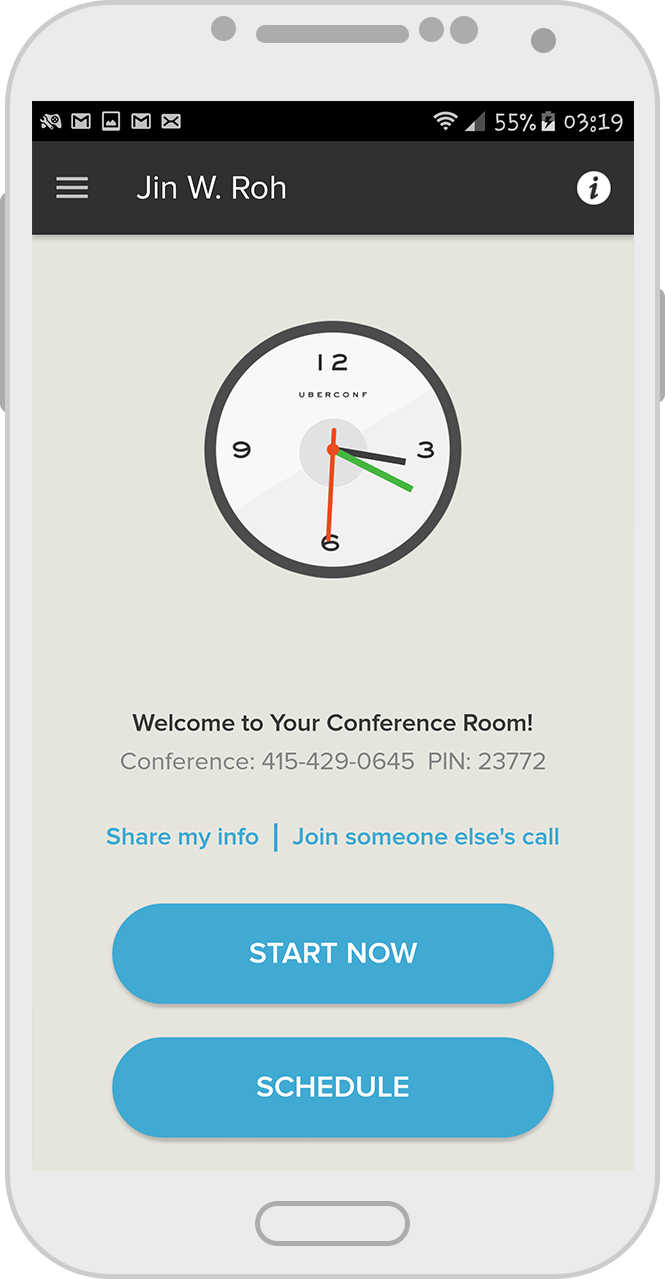 55% 03:19
Jin W. Roh
12
UBERCONF
9 3
6
Welcome to Your Conference Room!
Conference: 415-429-0645 PIN: 23772
Share my info | Join someone else's call
START NOW
SCHEDULE